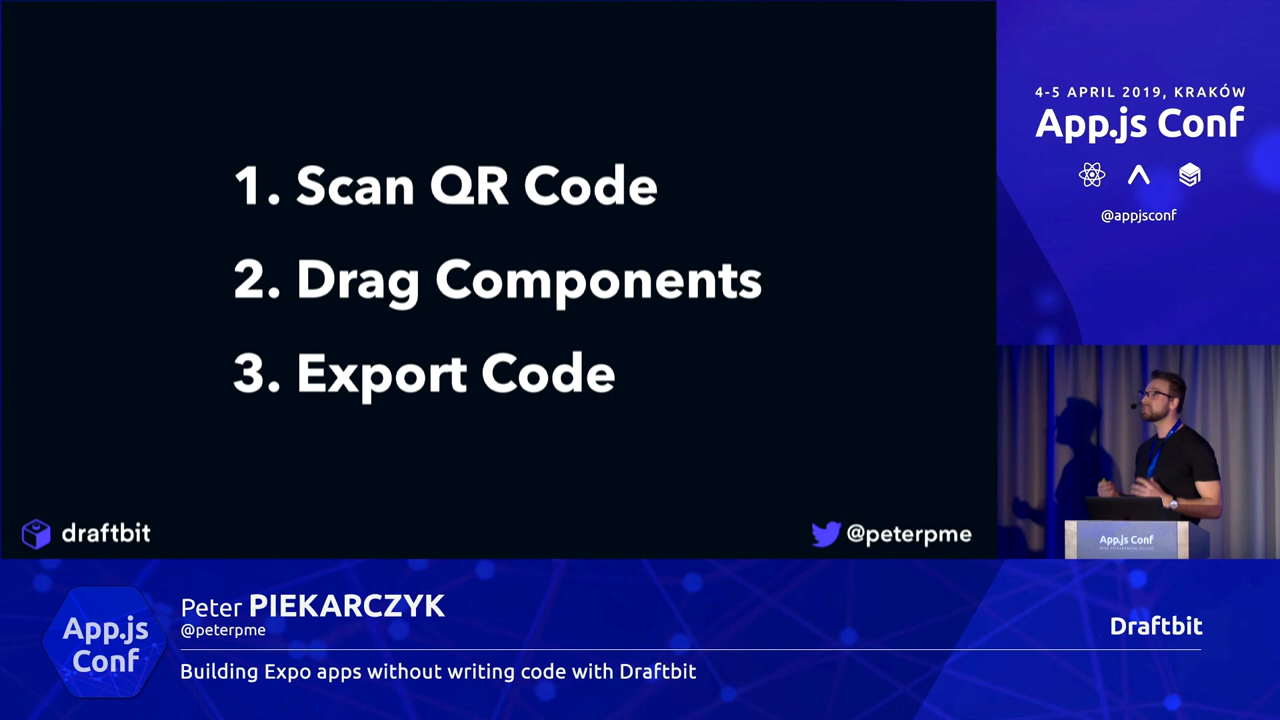 1. Scan QR Code
2. Drag Components
3. Export Code
draftbit
@peterpme
4-5 APRIL 2019, KRAKÓW
App.js Conf
@appjsconf
App.js Conf
App.js
Conf
Peter PIEKARCZYK
@peterpme
Building Expo apps without writing code with Draftbit
Draftbit